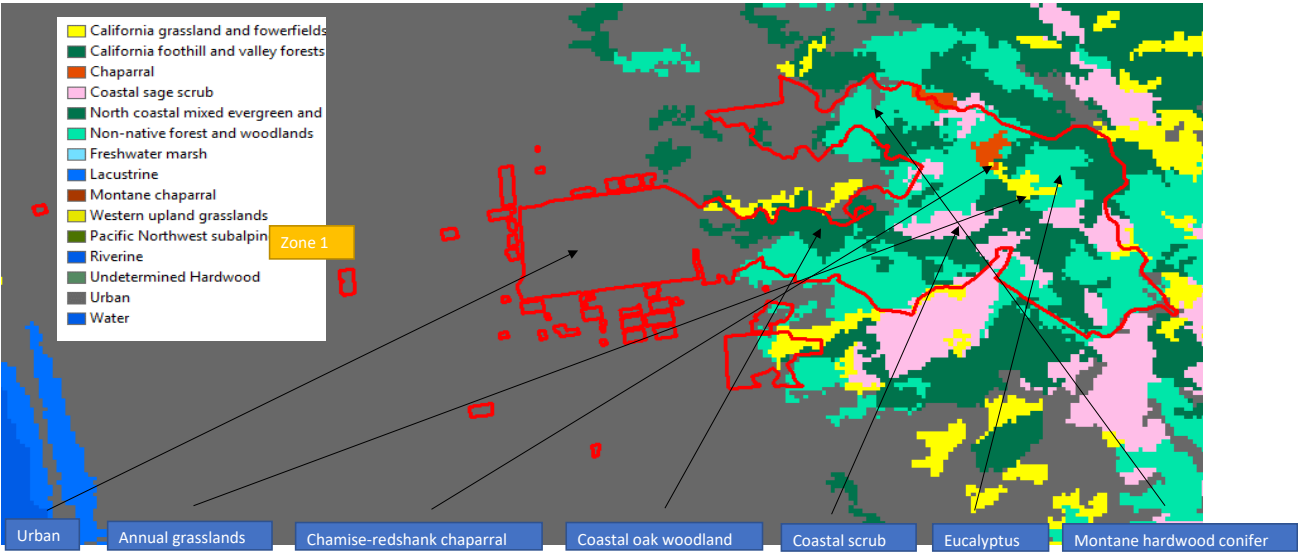 California grassland and fowerfields
California foothill and valley forests
Chaparral
Coastal sage scrub
North coastal mixed evergreen and
Non-native forest and woodlands
Freshwater marsh
Lacustrine
Montane chaparral
Western upland grasslands
Pacific Northwest subalpin
Zone 1
Riverine
Undetermined Hardwood
Urban
Water
Urban
Annual grasslands
Chamise-redshank chaparral
Coastal oak woodland
Coastal scrub
Eucalyptus
Montane hardwood conifer